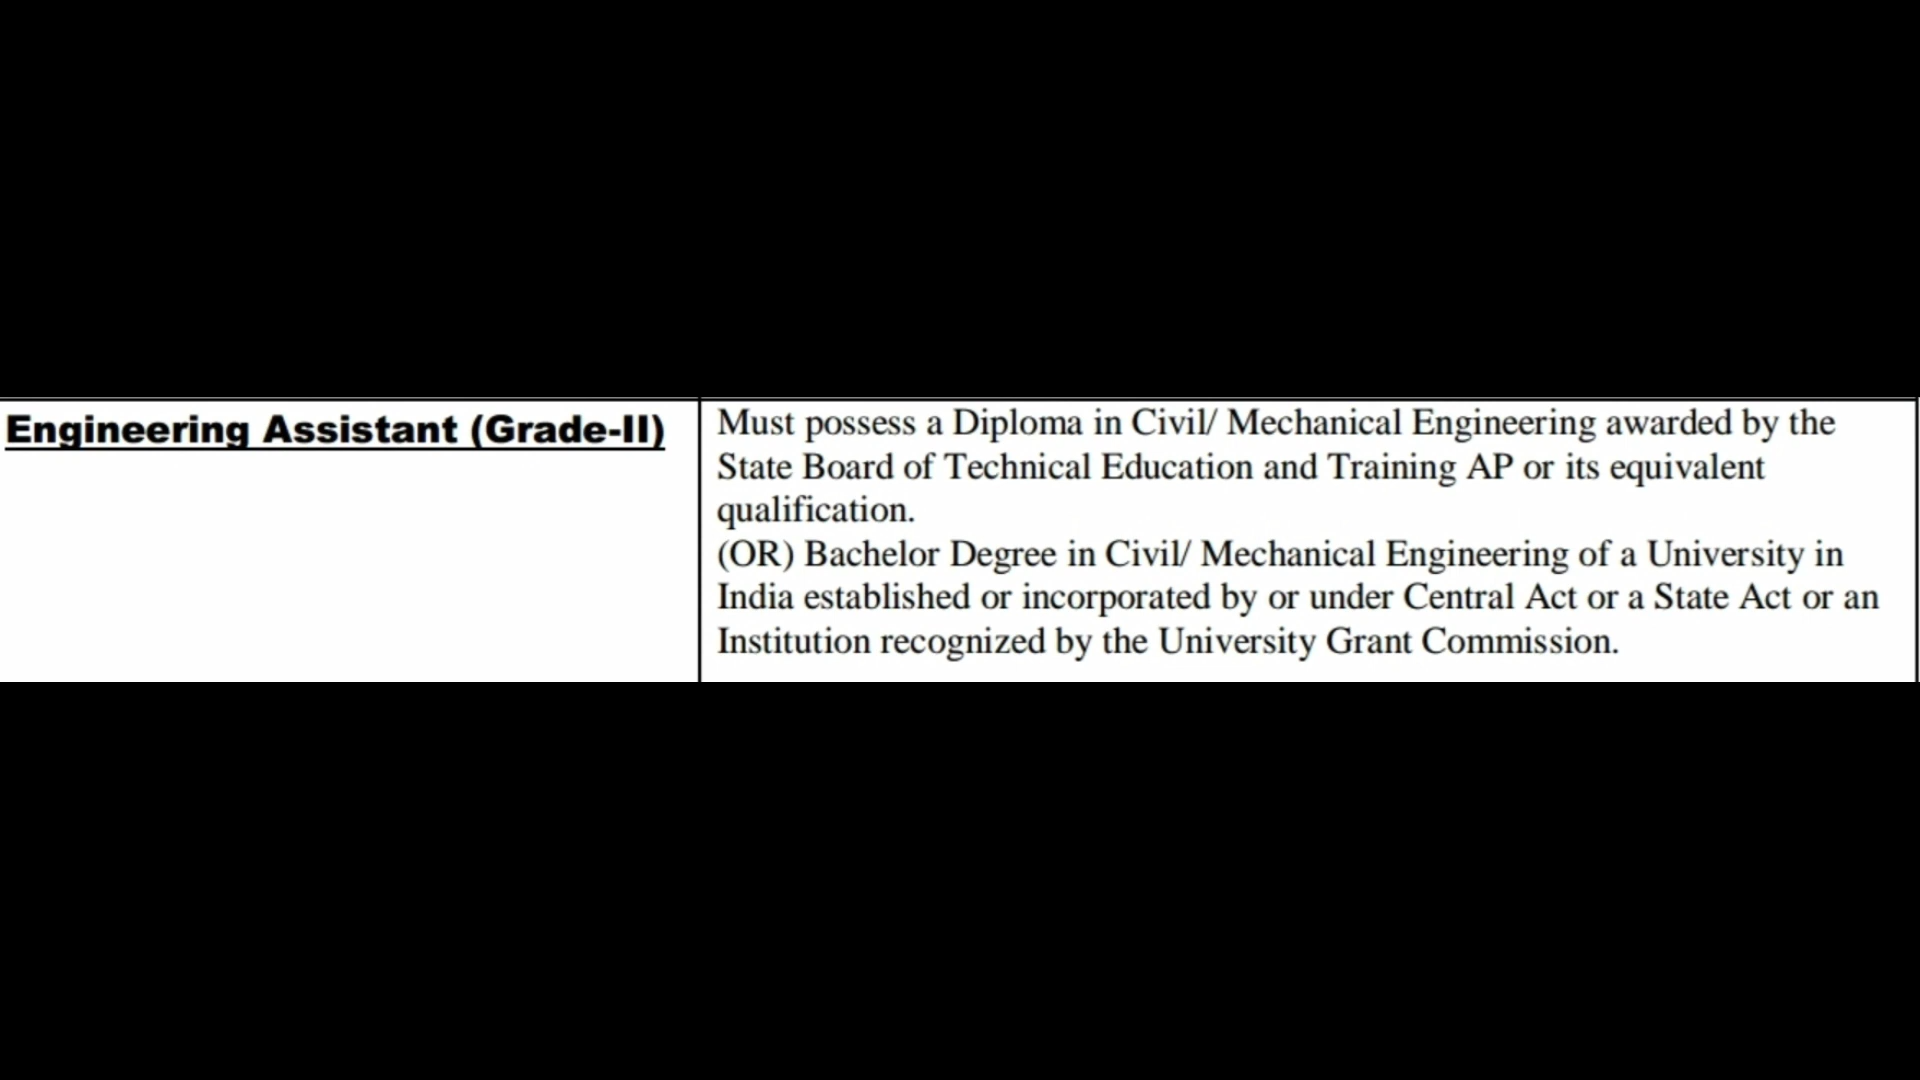 Engineering Assistant (Grade-II)
Must possess a Diploma in Civil/ Mechanical Engineering awarded by the
State Board of Technical Education and Training AP or its equivalent
qualification.
(OR) Bachelor Degree in Civil/ Mechanical Engineering of a University in
India established or incorporated by or under Central Act or a State Act or an
Institution recognized by the University Grant Commission.